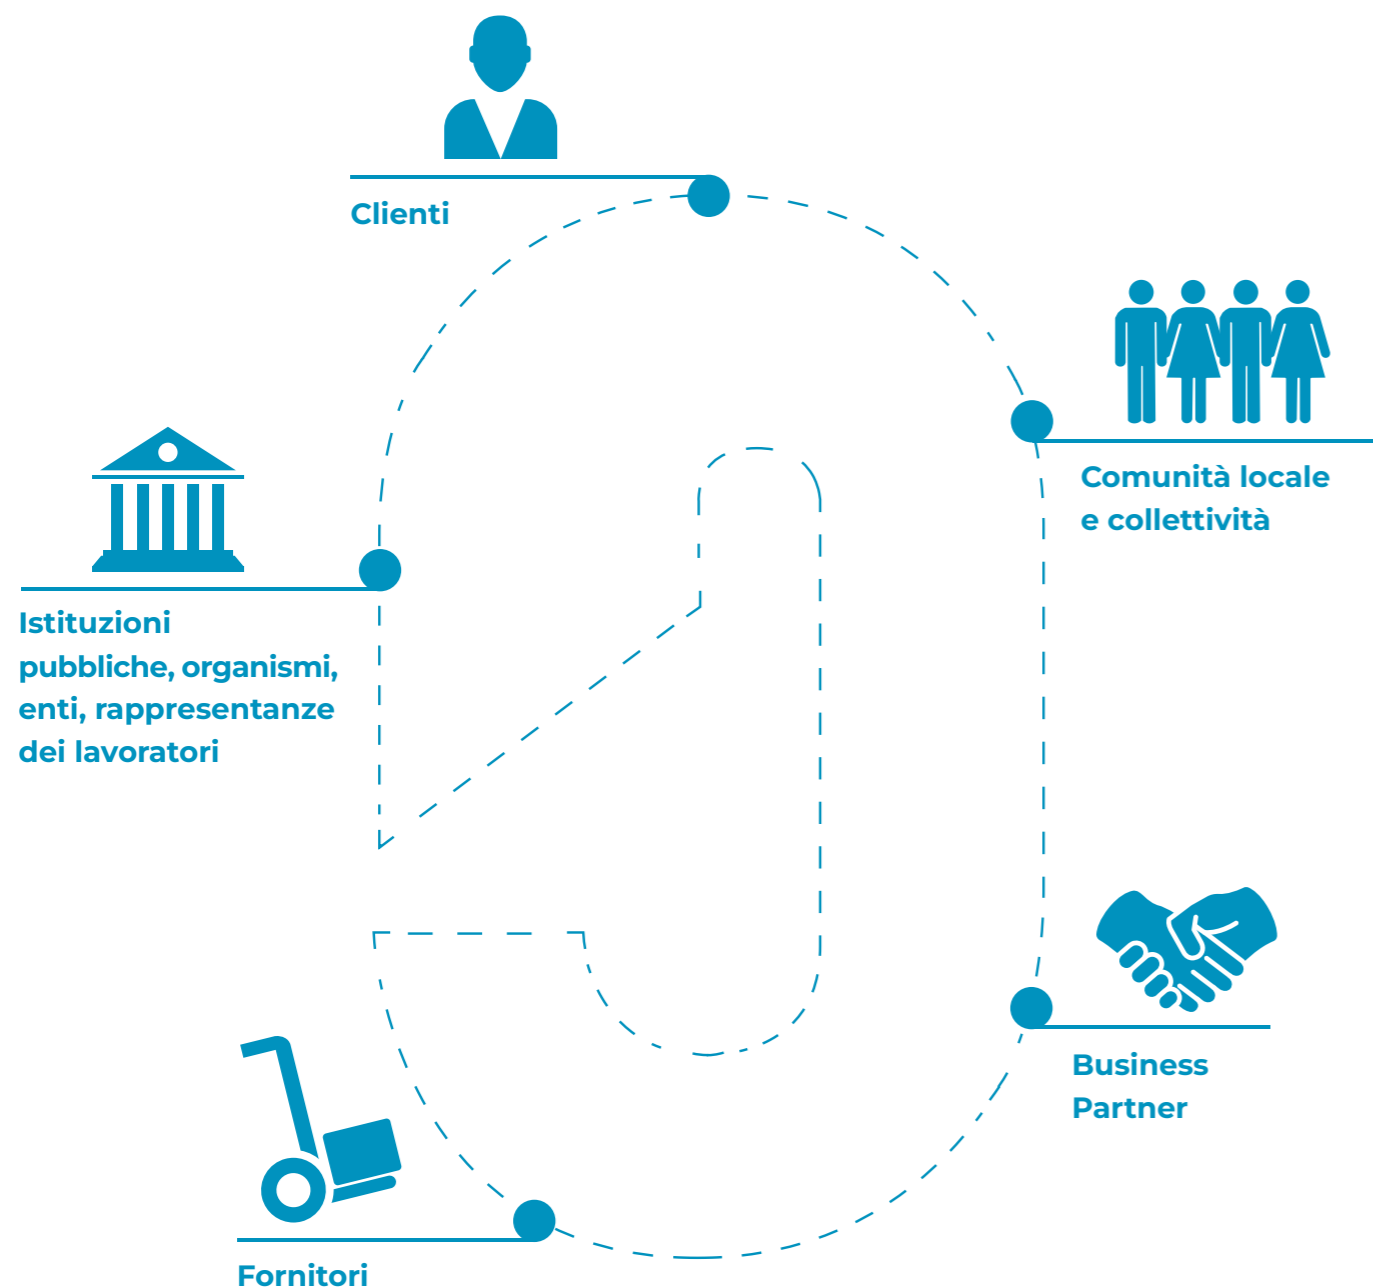 Clienti
Comunità locale
e collettività
Istituzioni
pubbliche, organismi,
enti, rappresentanze
dei lavoratori
Business
Partner
Fornitori